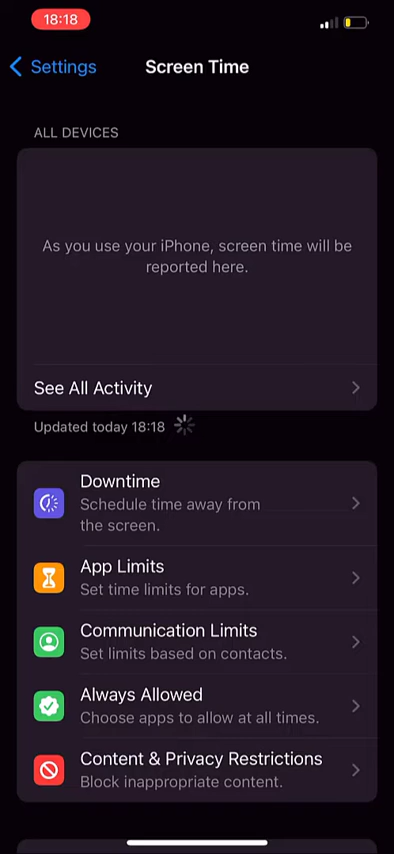 18:18
Settings
Screen Time
ALL DEVICES
As you use your iPhone, screen time will be
reported here.
See All Activity
Updated today 18:18
Downtime
Schedule time away from
the screen.
App Limits
Set time limits for apps.
Communication Limits
Set limits based on contacts.
Always Allowed
Choose apps to allow at all times.
Content & Privacy Restrictions
Block inappropriate content.